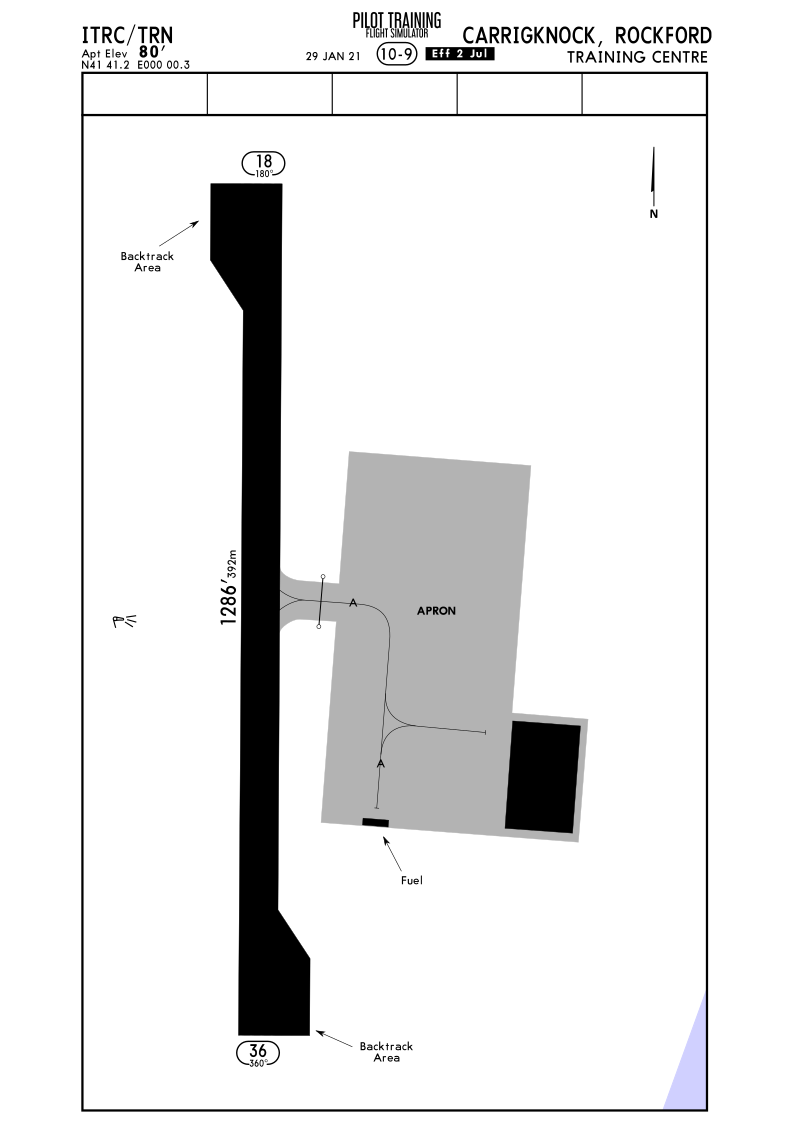 ITRC/TRN
Apt Elev 80′
N41 41.2 E000 00.3
PILOT TRAINING
FLIGHT SIMULATOR
29 JAN 21 10-9 Eff 2 Jul
CARRIGKNOCK, ROCKFORD
TRAINING CENTRE
18
180°
N
Backtrack
Area
1286′ 392m
A
APRON
A
Fuel
36
360°
Backtrack
Area